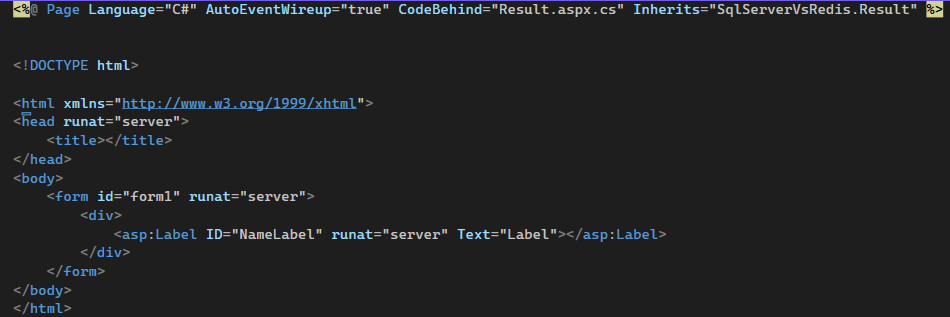 <%@ Page Language="C#" AutoEventWireup="true" CodeBehind="Result.aspx.cs" Inherits="SqlServerVsRedis.Result" %>
<!DOCTYPE html>
<html xmlns="http://www.w3.org/1999/xhtml">
<head runat="server">
    <title></title>
</head>
<body>
    <form id="form1" runat="server">
        <div>
            <asp:Label ID="NameLabel" runat="server" Text="Label"></asp:Label>
        </div>
    </form>
</body>
</html>